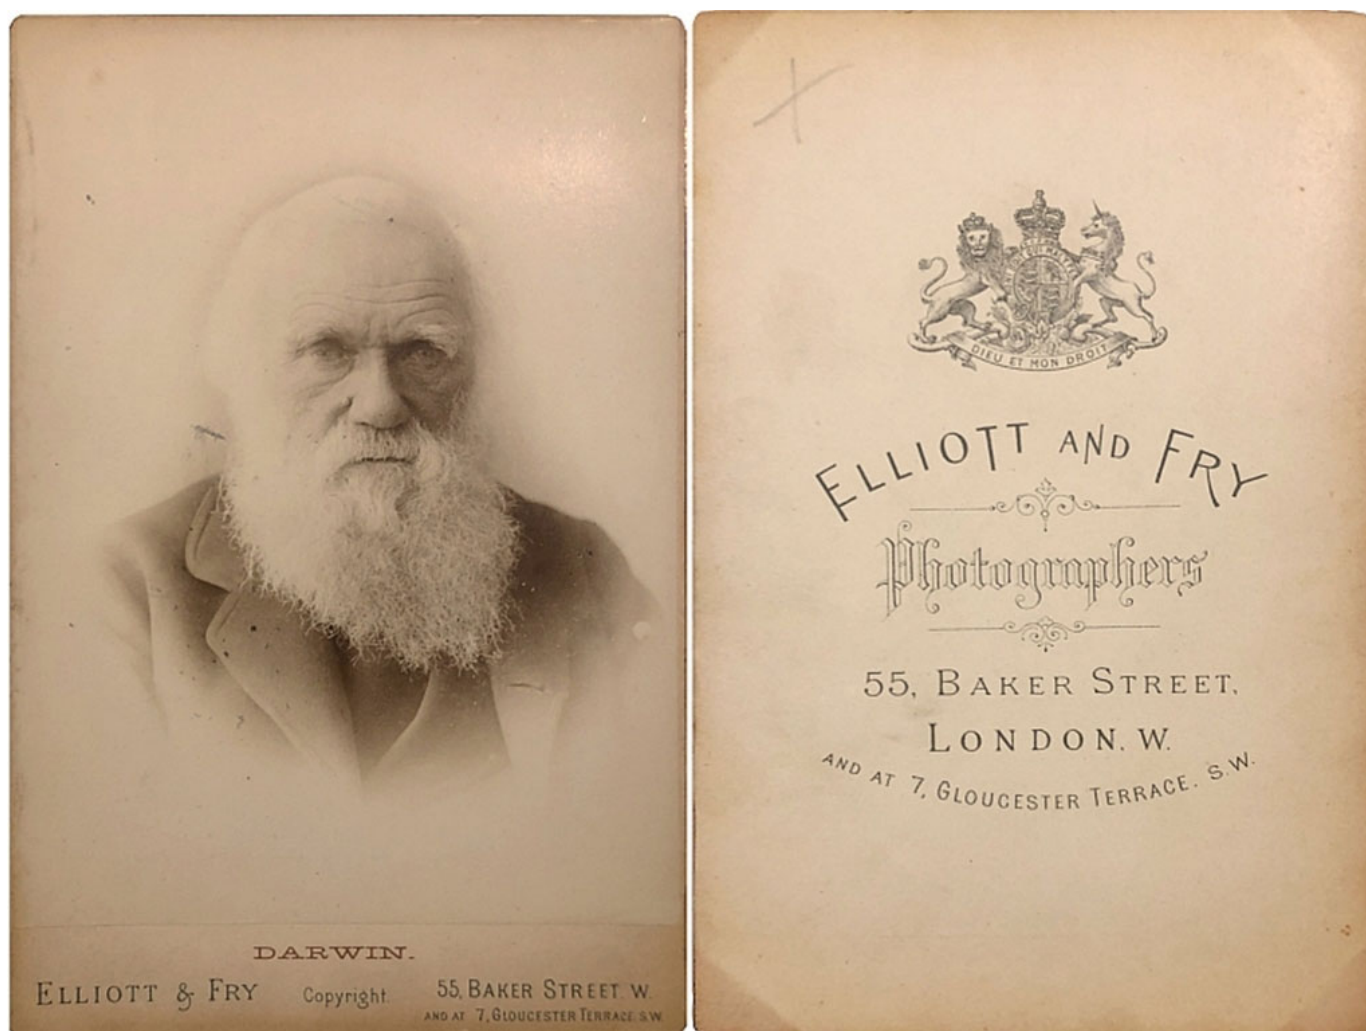 DARWIN.
ELLIOTT & FRY Copyright. 55, BAKER STREET. W.
AND AT 7, GLOUCESTER TERRACE. S.W.
DIEU ET MON DROIT
ELLIOTT AND FRY
Photographers
55, BAKER STREET,
LONDON. W.
AND AT 7, GLOUCESTER TERRACE. S.W.